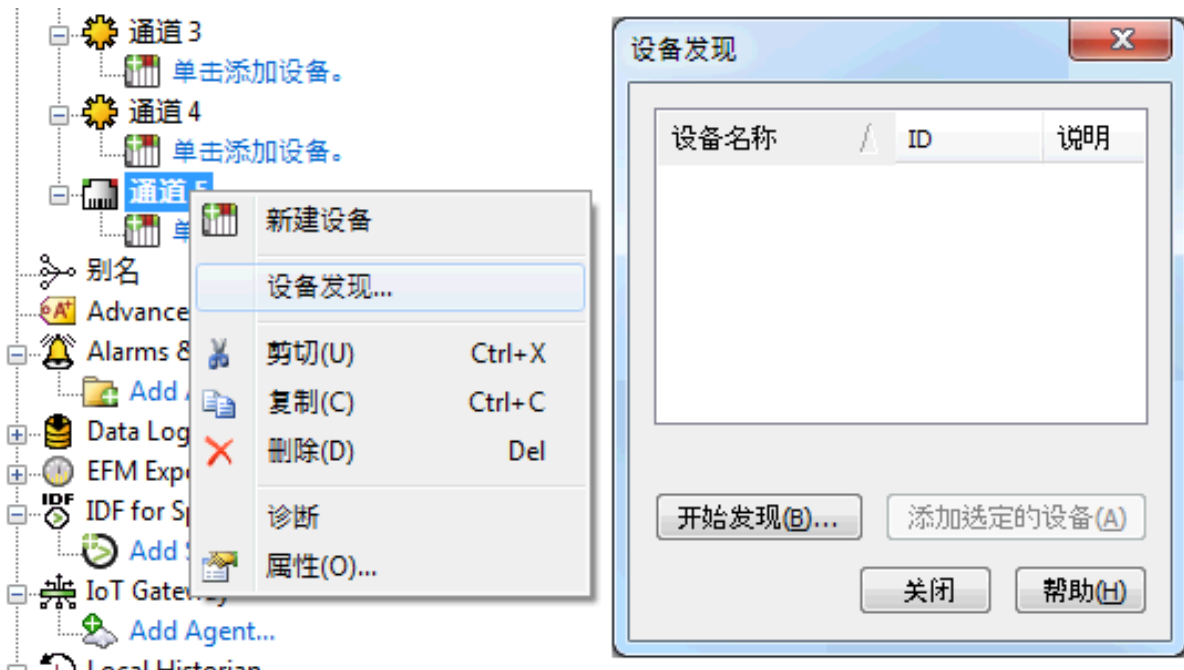 通道 3
单击添加设备。
通道 4
单击添加设备。
通道 5
别名
Advance
Alarms &
Add
Data Log
EFM Exp
IDF for Sp
Add
IoT Gateway
Add Agent...
Local Historian
新建设备
设备发现...
剪切(U) Ctrl+X
复制(C) Ctrl+C
删除(D) Del
诊断
属性(O)...
设备发现
设备名称 ID 说明
开始发现(B)... 添加选定的设备(A)
关闭 帮助(H)